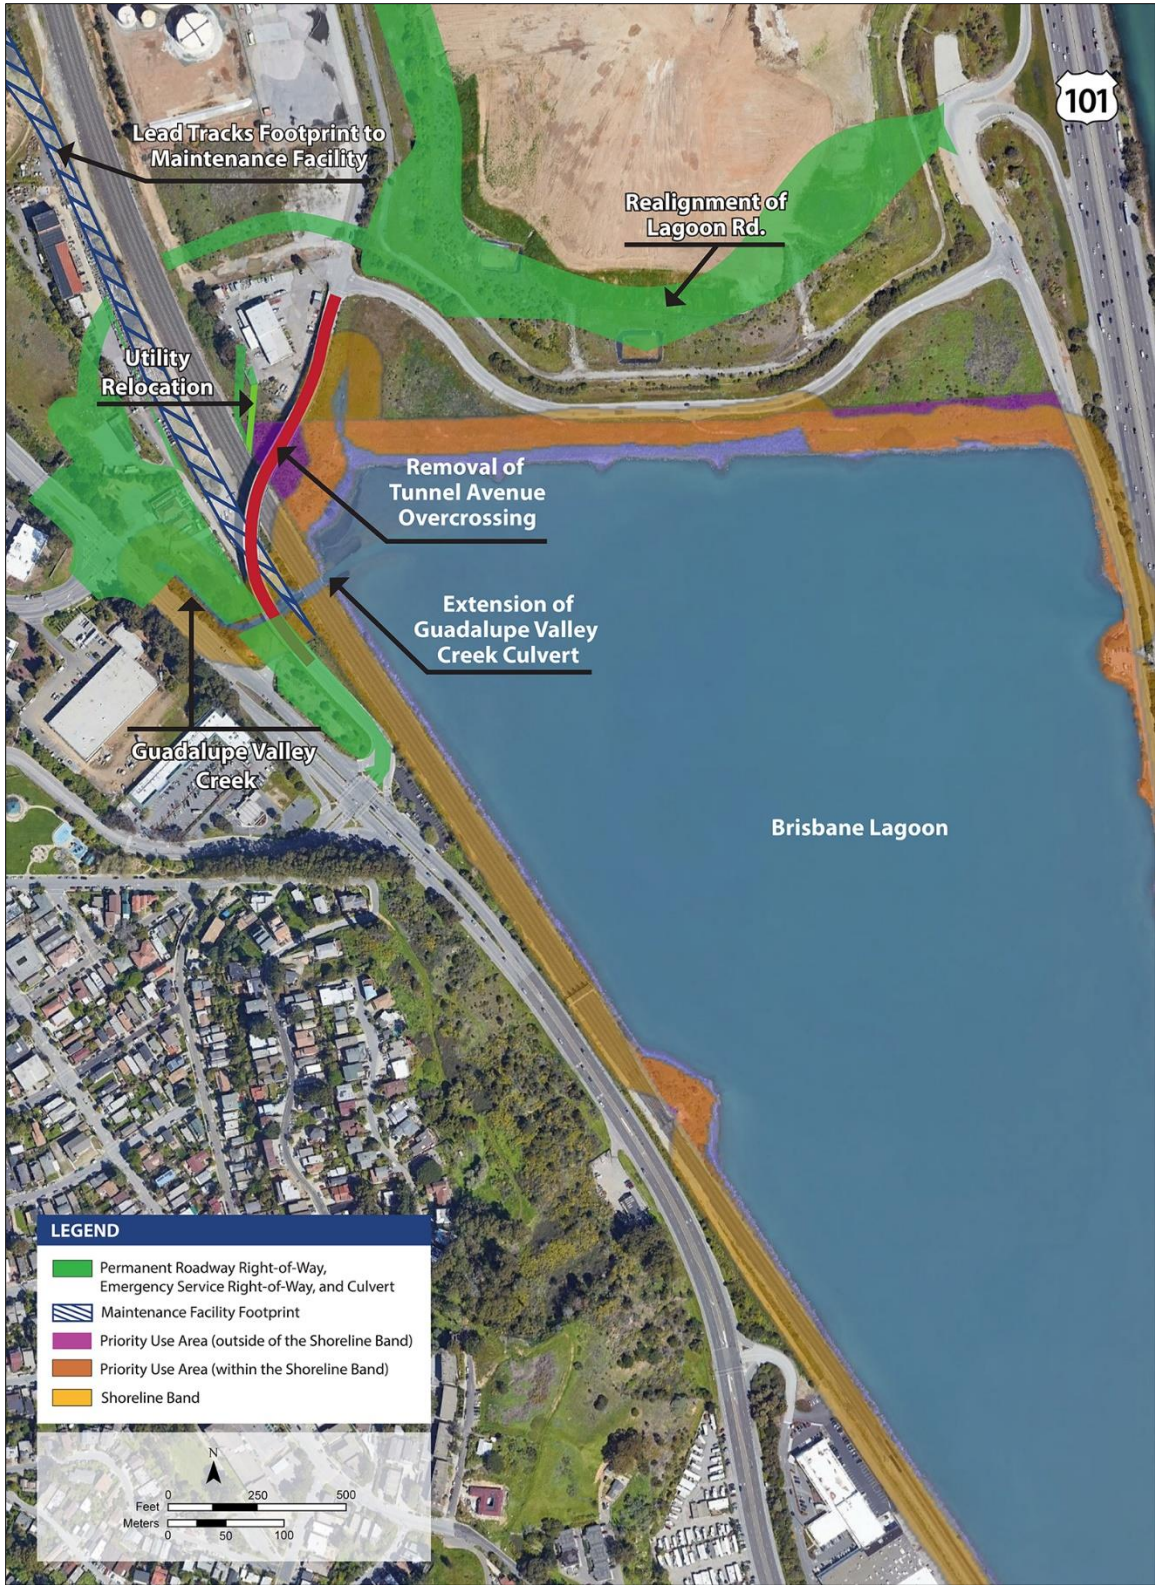 101
Lead Tracks Footprint to
Maintenance Facility
Realignment of
Lagoon Rd.
Utility
Relocation
Removal of
Tunnel Avenue
Overcrossing
Extension of
Guadalupe Valley
Creek Culvert
Guadalupe Valley
Creek
Brisbane Lagoon
LEGEND
Permanent Roadway Right-of-Way,
Emergency Service Right-of-Way, and Culvert
Maintenance Facility Footprint
Priority Use Area (outside of the Shoreline Band)
Priority Use Area (within the Shoreline Band)
Shoreline Band
N
0 250 500
Feet
Meters
0 50 100